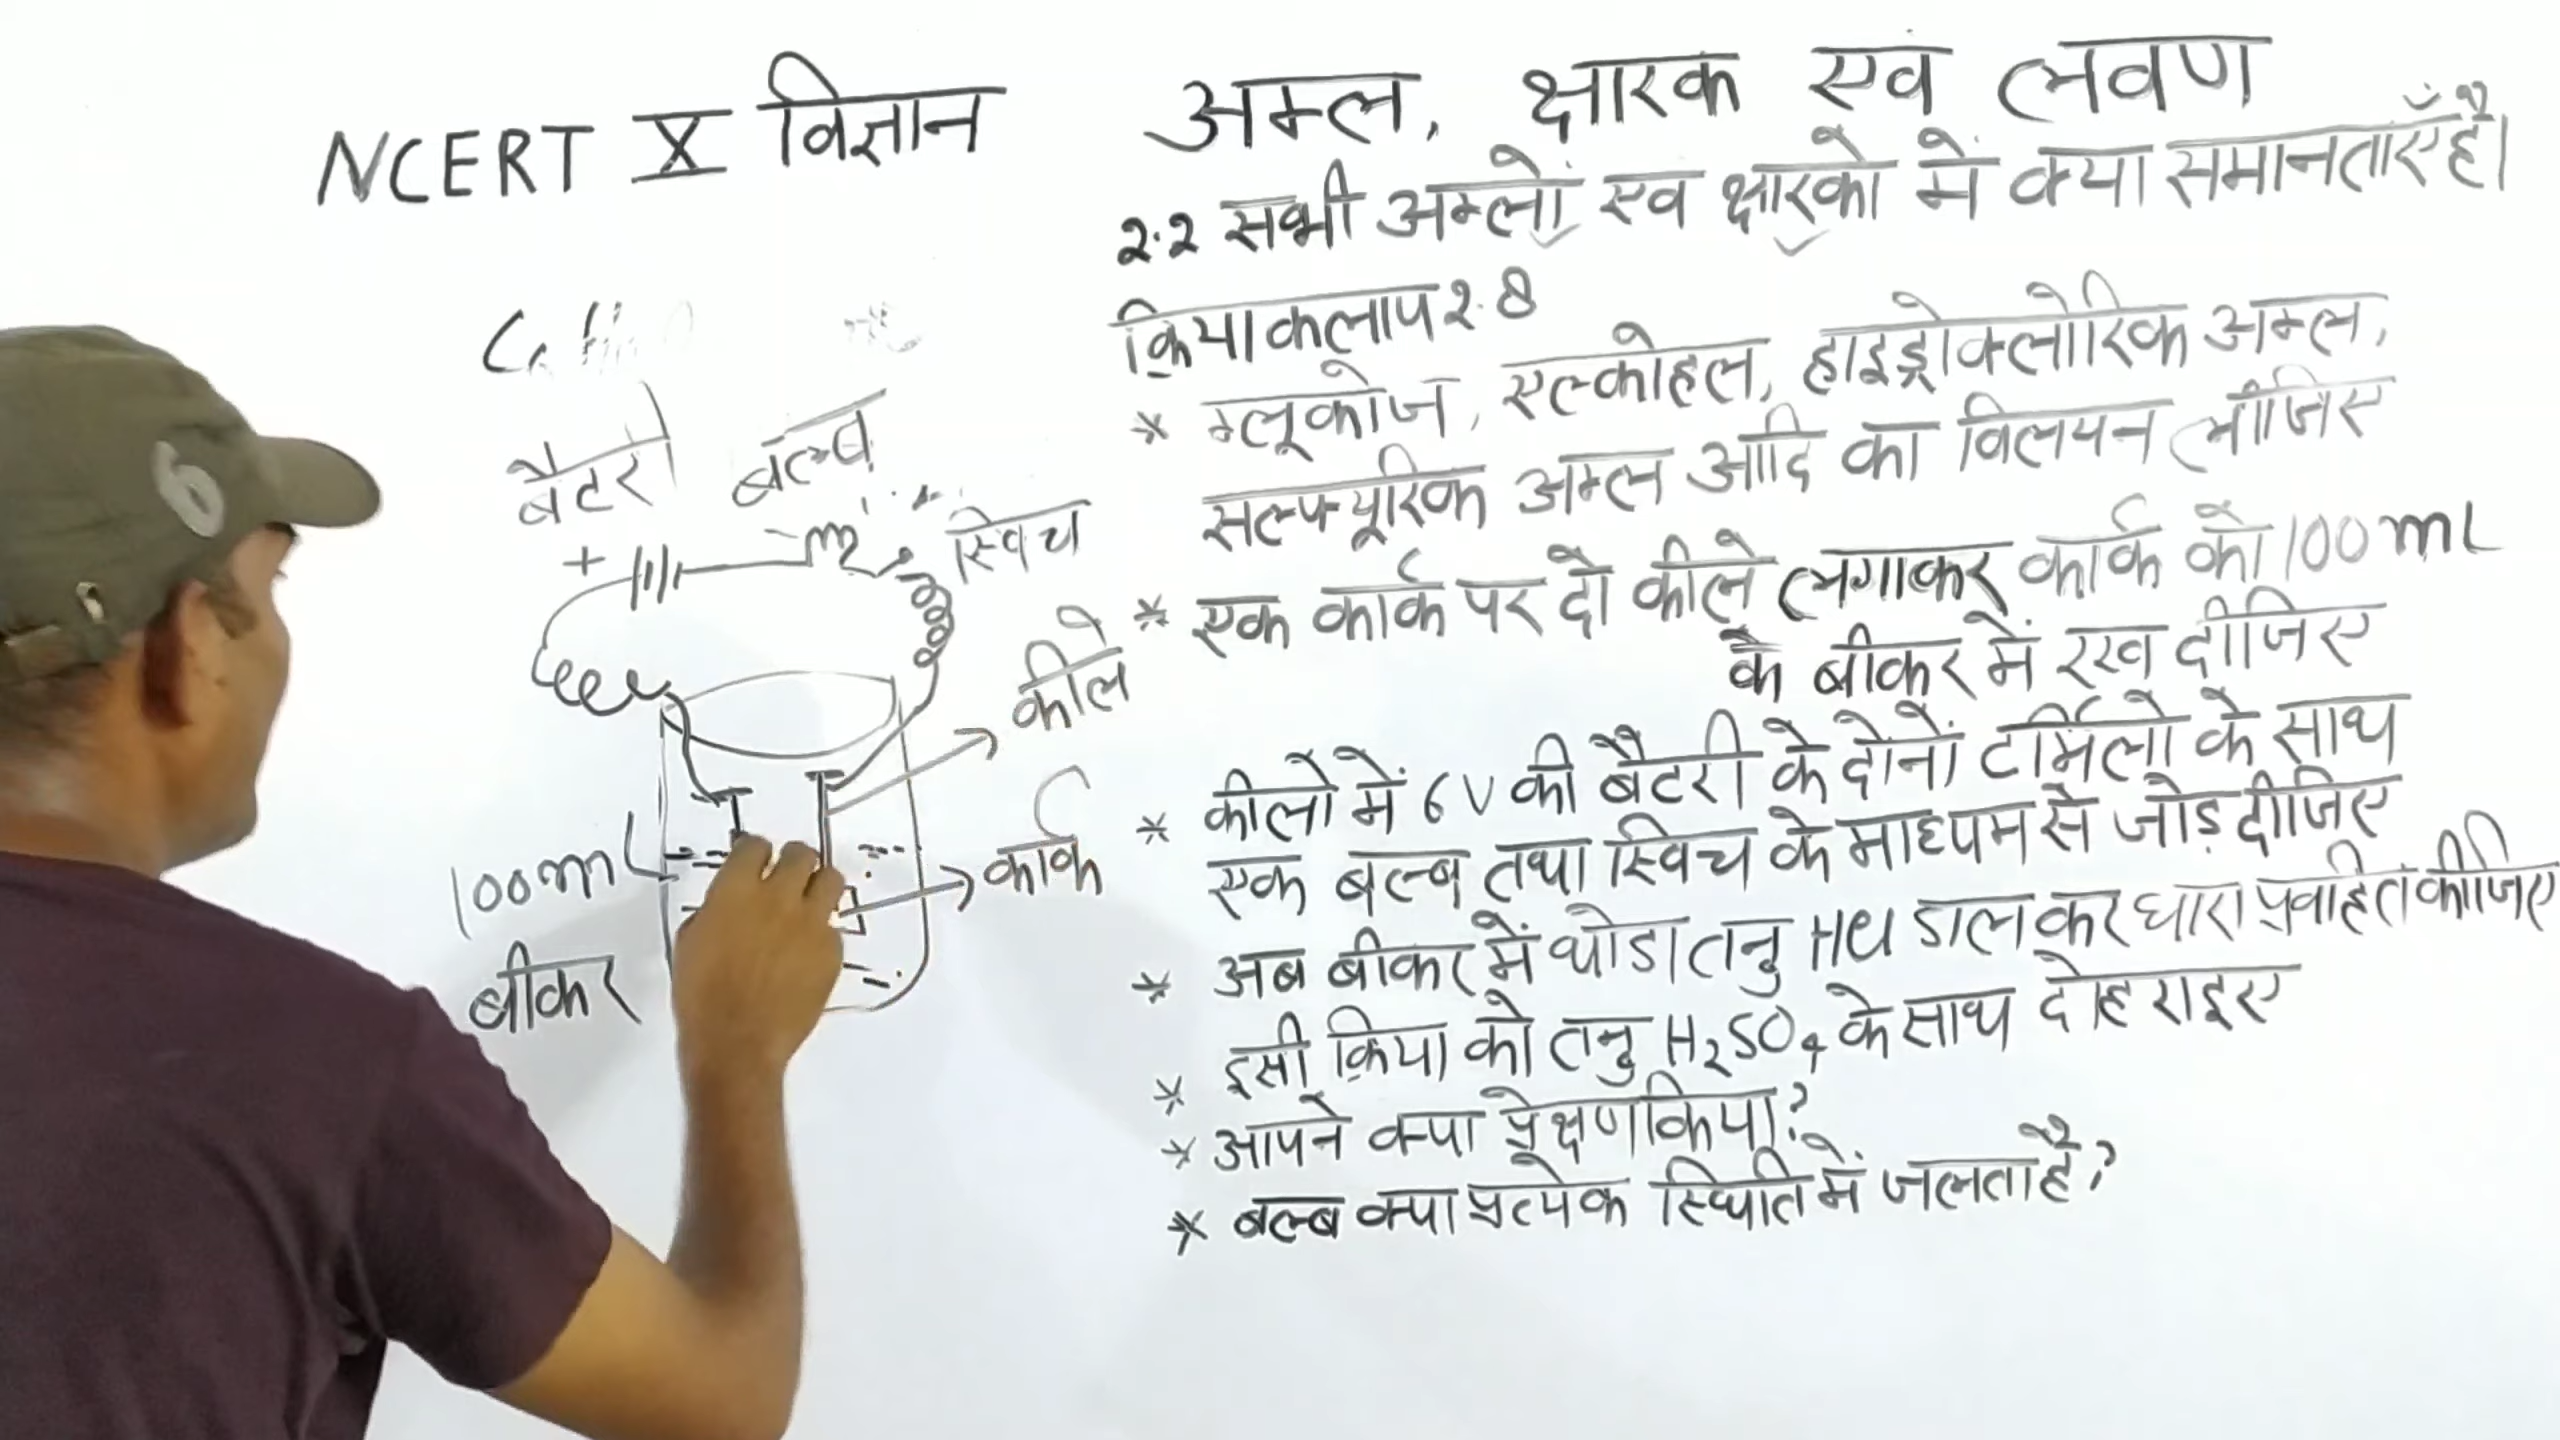 NCERT X विज्ञान
अम्ल, क्षारक एव लवण
2.2 सभी अम्लों एव क्षारको में क्या समानताएँ है।
क्रियाकलाप 2.8
* ग्लूकोज, एल्कोहल, हाइड्रोक्लोरिक अम्ल,
सल्फ्यूरिक अम्ल आदि का विलयन लीजिए
* एक कार्क पर दो कीले लगाकर कार्क को 100 mL
के बीकर में रख दीजिए
* कीलो में 6V की बैटरी के दोनों टर्मिलो के साथ
एक बल्ब तथा स्विच के माध्यम से जोड़ दीजिए
* अब बीकर में थोडा तनु HCl डालकर धारा प्रवाहित कीजिए
* इसी क्रिया को तनु H₂SO₄ के साथ दोहराइए
* आपने क्या प्रेक्षण किया?
* बल्ब क्या प्रत्येक स्थिति में जलता है?
बैटरी
बल्ब
स्विच
+
कीले
कार्क
100 mL
बीकर
6